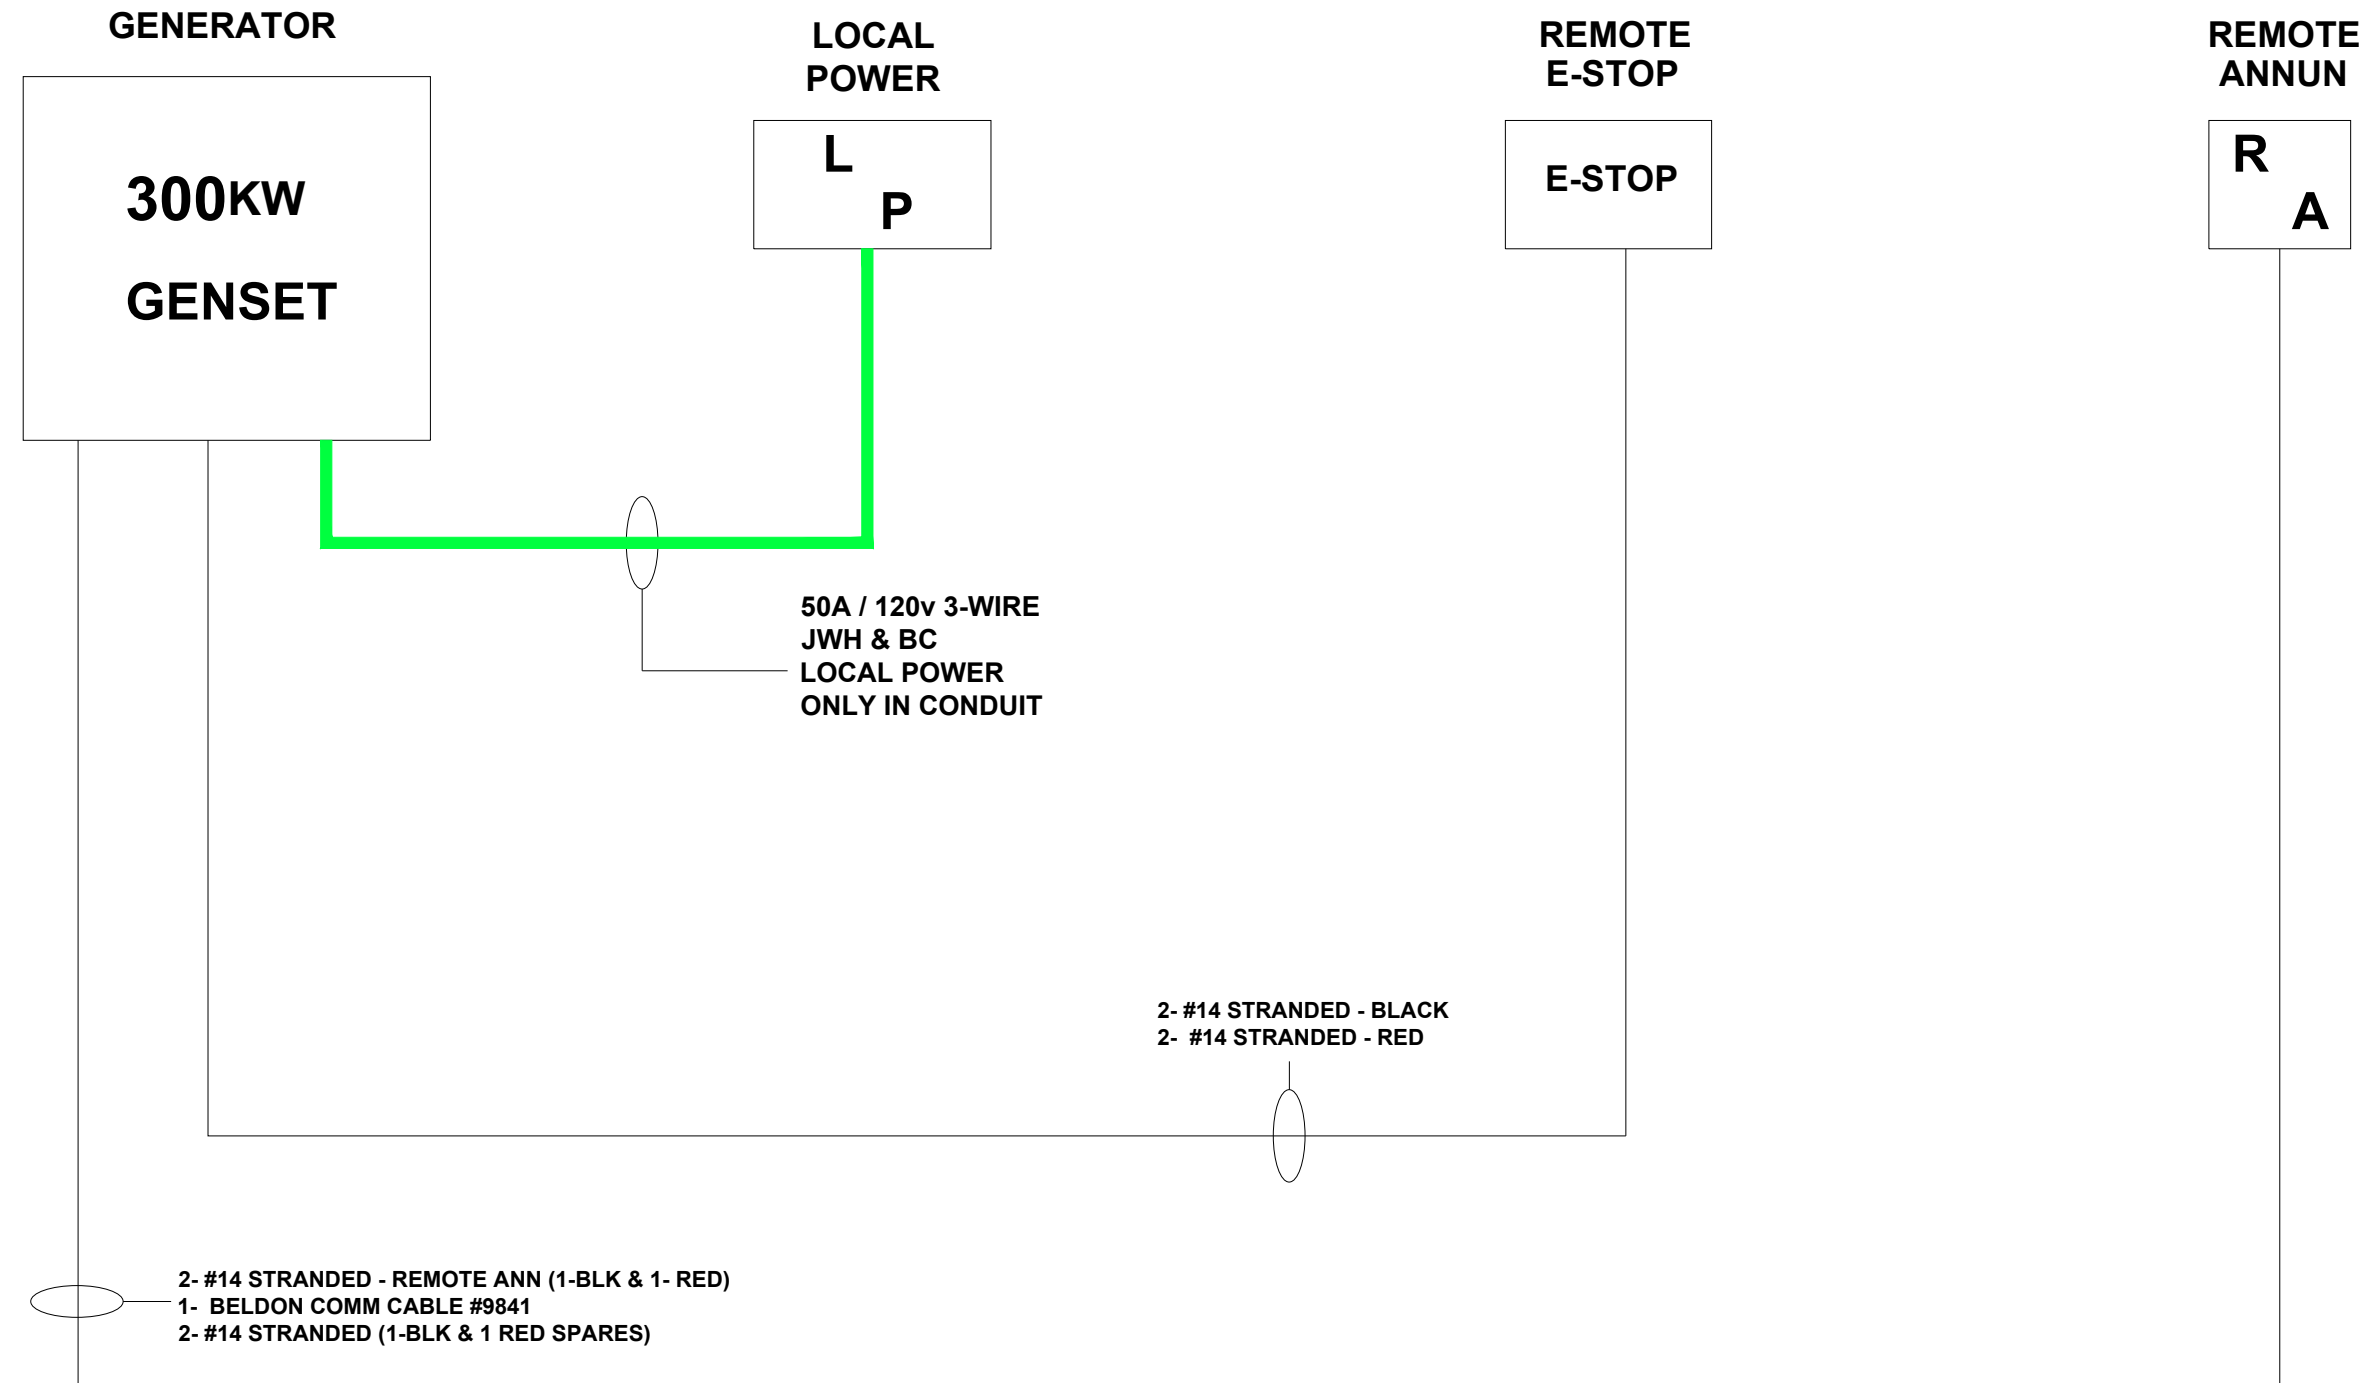 GENERATOR
LOCAL
POWER
REMOTE
E-STOP
REMOTE
ANNUN
300KW
GENSET
L
P
E-STOP
R
A
50A / 120v 3-WIRE
JWH & BC
LOCAL POWER
ONLY IN CONDUIT
2- #14 STRANDED - BLACK
2- #14 STRANDED - RED
2- #14 STRANDED - REMOTE ANN (1-BLK & 1- RED)
1- BELDON COMM CABLE #9841
2- #14 STRANDED (1-BLK & 1 RED SPARES)